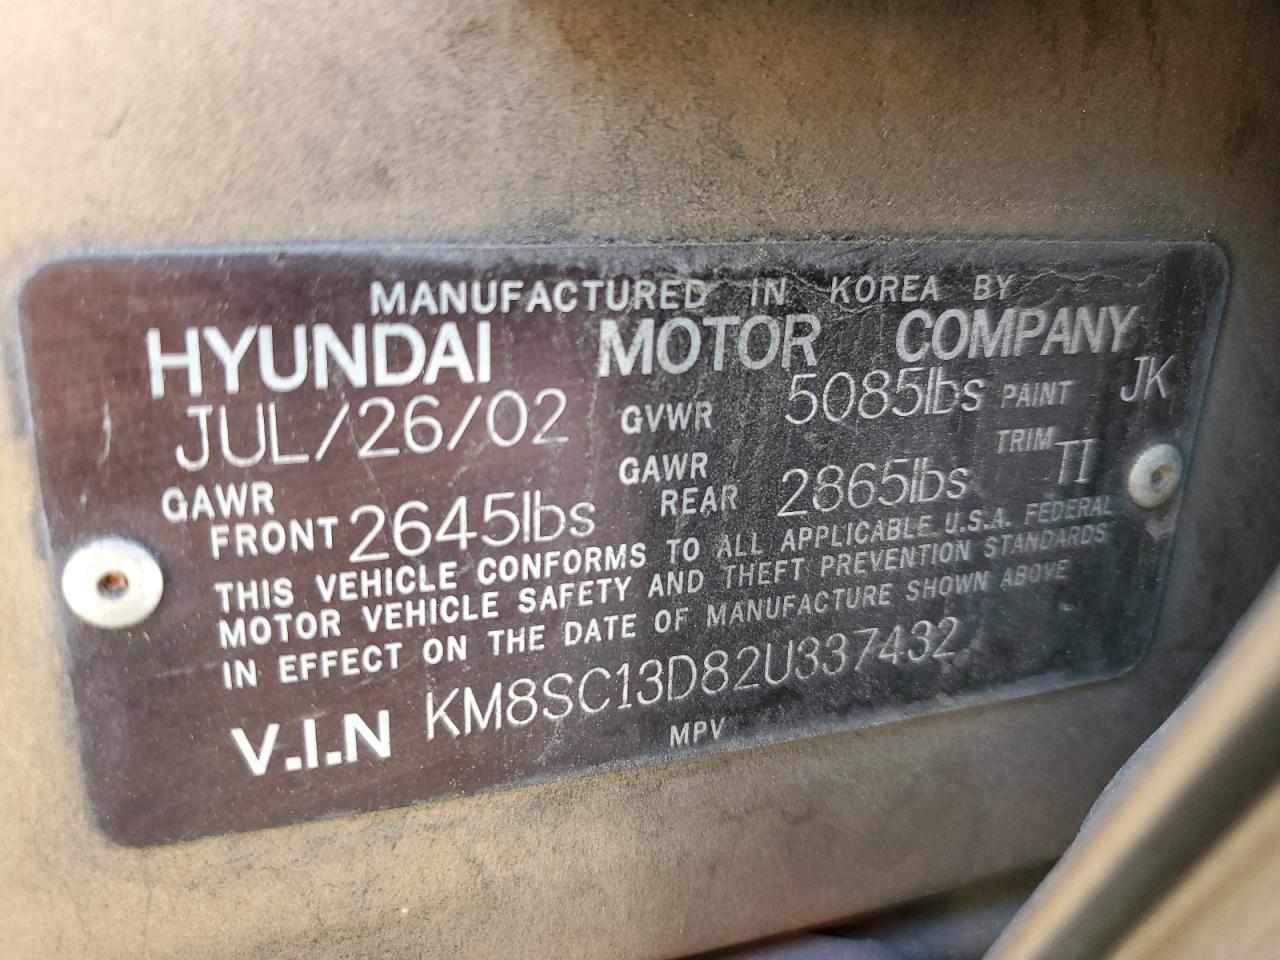 MANUFACTURED IN KOREA BY
HYUNDAI MOTOR COMPANY
JUL/26/02 GVWR 5085lbs PAINT JK
GAWR FRONT 2645lbs GAWR REAR 2865lbs TRIM TI
THIS VEHICLE CONFORMS TO ALL APPLICABLE U.S.A. FEDERAL
MOTOR VEHICLE SAFETY AND THEFT PREVENTION STANDARDS
IN EFFECT ON THE DATE OF MANUFACTURE SHOWN ABOVE
V.I.N KM8SC13D82U337432
MPV